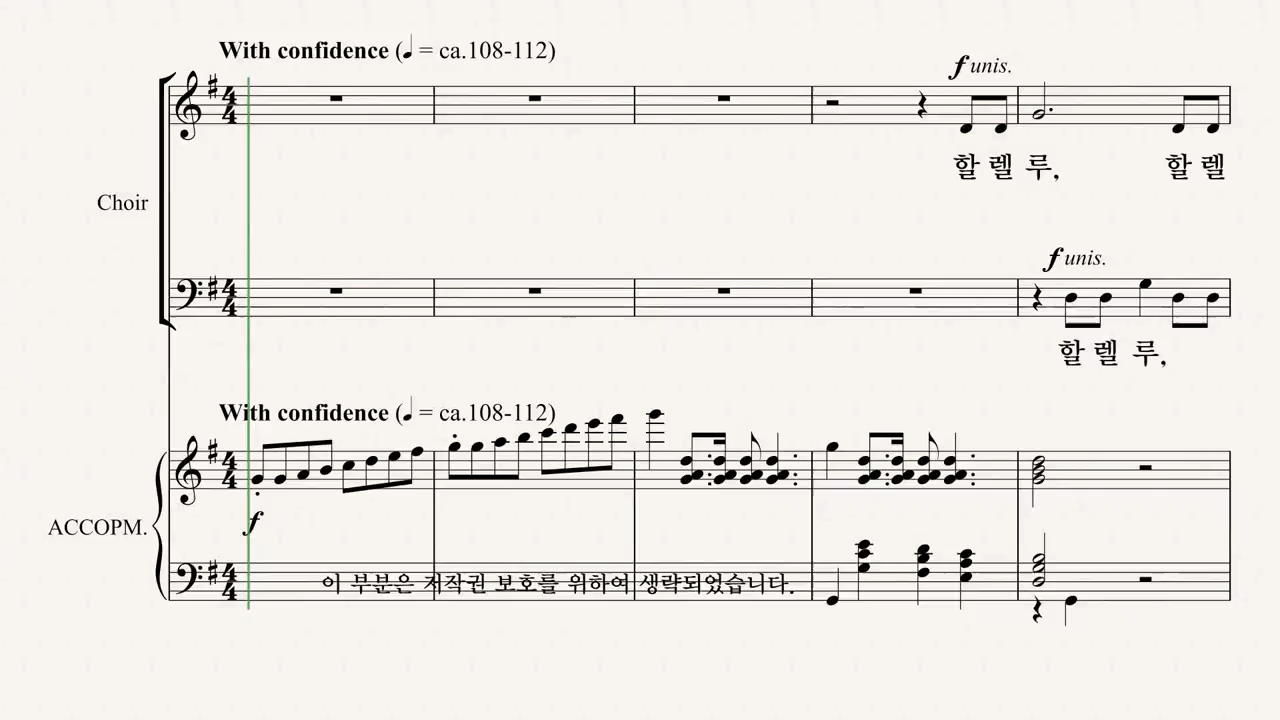 With confidence (♩ = ca.108-112)
f unis.
할 렐 루, 할 렐
Choir
f unis.
할 렐 루,
With confidence (♩ = ca.108-112)
f
ACCOPM.
이 부분은 저작권 보호를 위하여 생략되었습니다.